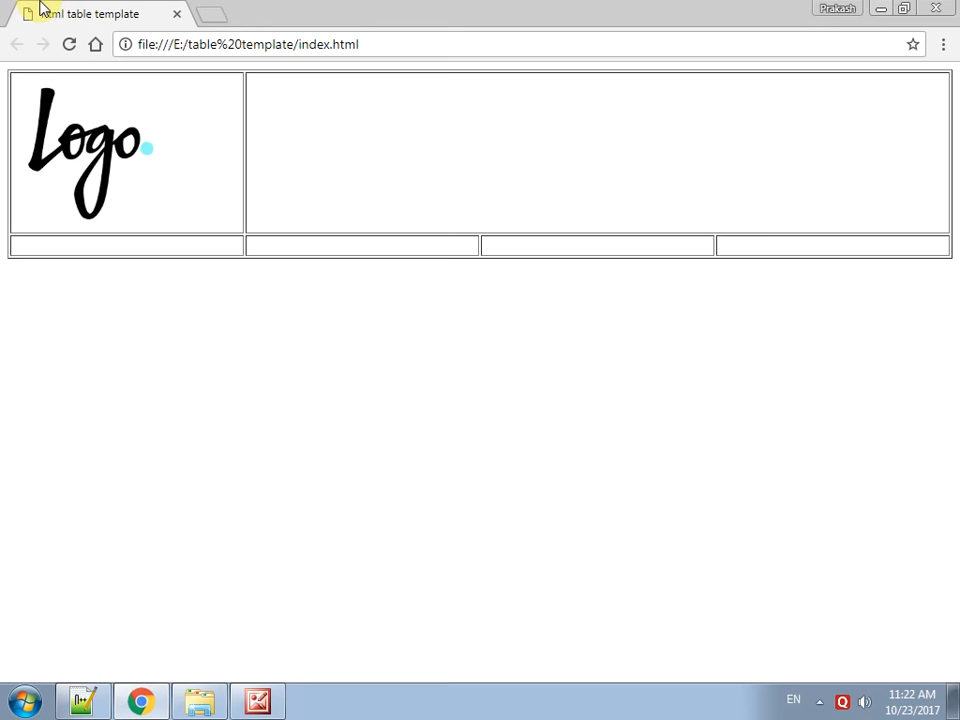 html table template
Prakash
file:///E:/table%20template/index.html
Logo.
N++
EN
Q
11:22 AM
10/23/2017